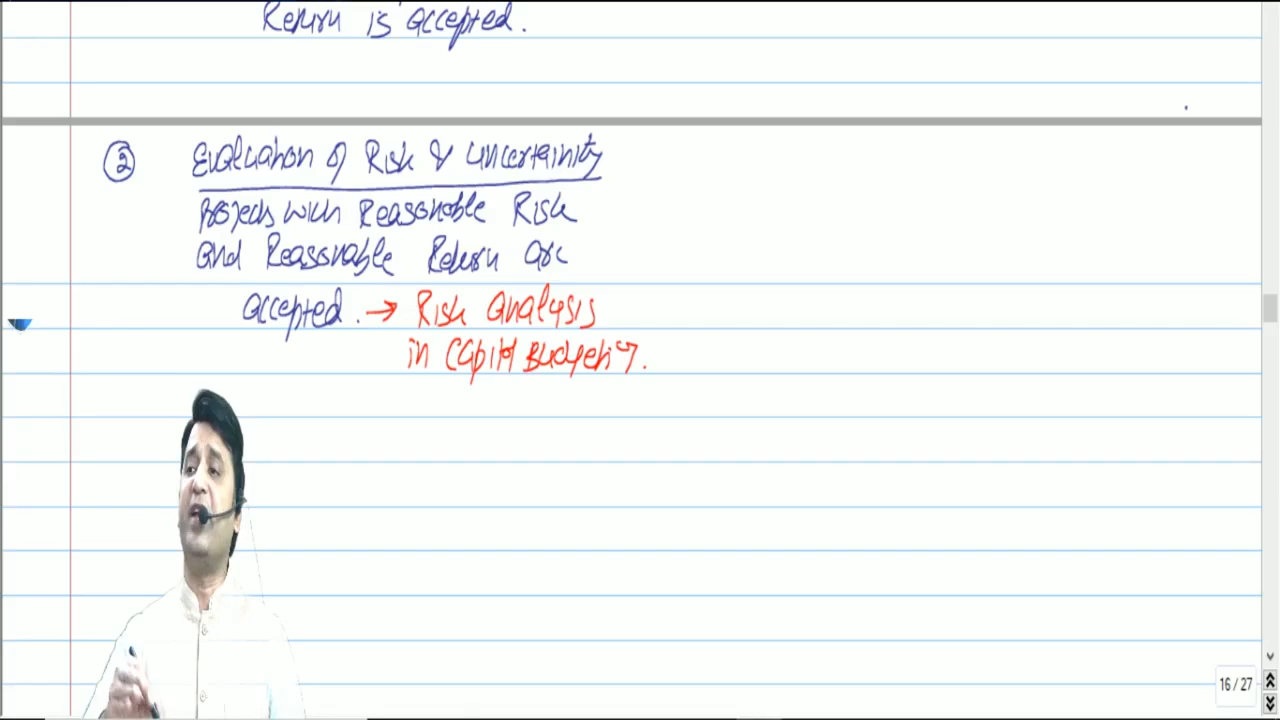 Return is accepted.
③ Evaluation of Risk & Uncertainity
Projects with Reasonable Risk
and Reasonable Return are
accepted. → Risk Analysis
in Capital Budgeting.
16 / 27